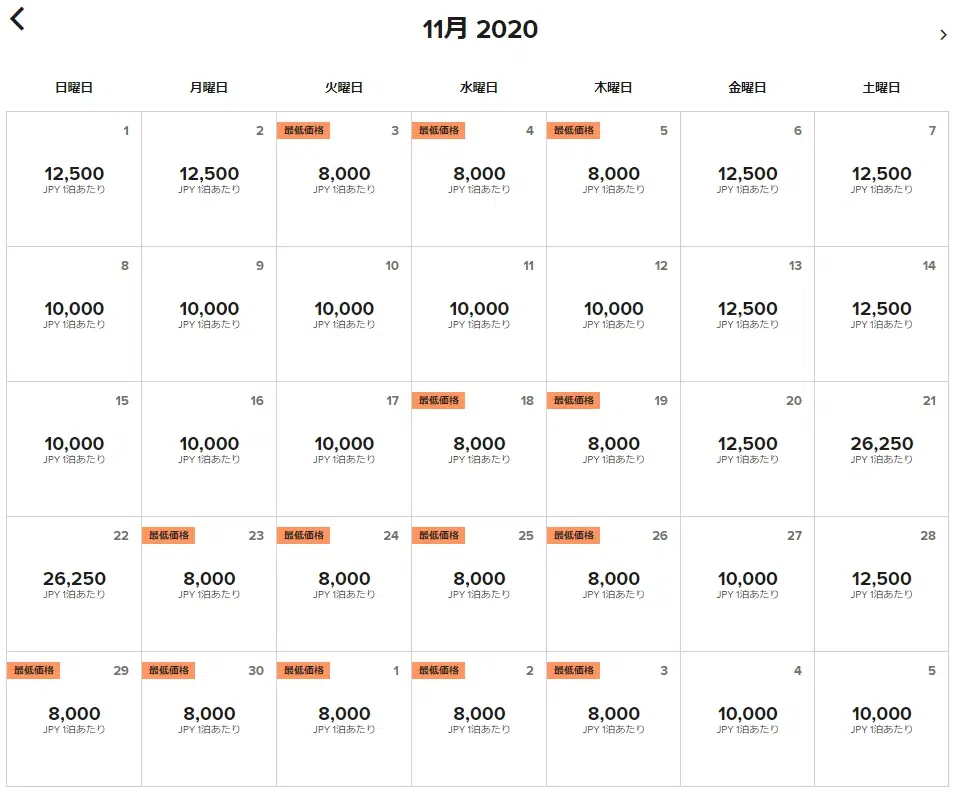 11月 2020
日曜日 月曜日 火曜日 水曜日 木曜日 金曜日 土曜日
1 2 最低価格 3 最低価格 4 最低価格 5 6 7
12,500 12,500 8,000 8,000 8,000 12,500 12,500
JPY 1泊あたり JPY 1泊あたり JPY 1泊あたり JPY 1泊あたり JPY 1泊あたり JPY 1泊あたり JPY 1泊あたり
8 9 10 11 12 13 14
10,000 10,000 10,000 10,000 10,000 12,500 12,500
JPY 1泊あたり JPY 1泊あたり JPY 1泊あたり JPY 1泊あたり JPY 1泊あたり JPY 1泊あたり JPY 1泊あたり
15 16 17 最低価格 18 最低価格 19 20 21
10,000 10,000 10,000 8,000 8,000 12,500 26,250
JPY 1泊あたり JPY 1泊あたり JPY 1泊あたり JPY 1泊あたり JPY 1泊あたり JPY 1泊あたり JPY 1泊あたり
22 最低価格 23 最低価格 24 最低価格 25 最低価格 26 27 28
26,250 8,000 8,000 8,000 8,000 10,000 12,500
JPY 1泊あたり JPY 1泊あたり JPY 1泊あたり JPY 1泊あたり JPY 1泊あたり JPY 1泊あたり JPY 1泊あたり
最低価格 29 最低価格 30 最低価格 1 最低価格 2 最低価格 3 4 5
8,000 8,000 8,000 8,000 8,000 10,000 10,000
JPY 1泊あたり JPY 1泊あたり JPY 1泊あたり JPY 1泊あたり JPY 1泊あたり JPY 1泊あたり JPY 1泊あたり